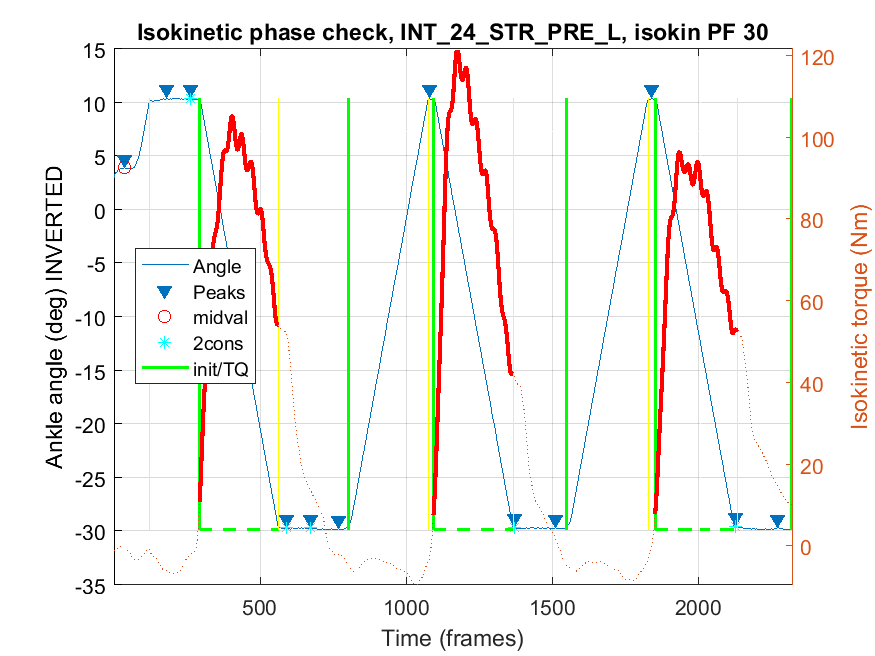 Isokinetic phase check, INT_24_STR_PRE_L, isokin PF 30
Ankle angle (deg) INVERTED
15
10
5
0
-5
-10
-15
-20
-25
-30
-35
Angle
Peaks
midval
2cons
init/TQ
120
100
80
60
40
20
0
Isokinetic torque (Nm)
500
1000
1500
2000
Time (frames)